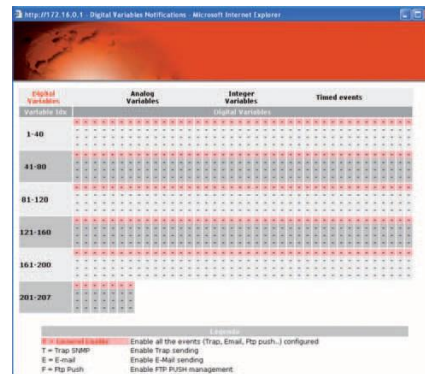 http://172.16.0.1 - Digital Variables Notifications - Microsoft Internet Explorer
Digital Variables
Analog Variables
Integer Variables
Timed events
Variable Idx
Digital Variables
1-40
41-80
81-120
121-160
161-200
201-207
Legenda
General Enable
Enable all the events (Trap, Email, Ftp push..) configured
T = Trap SNMP
Enable Trap sending
E = E-mail
Enable E-Mail sending
F = Ftp Push
Enable FTP PUSH management